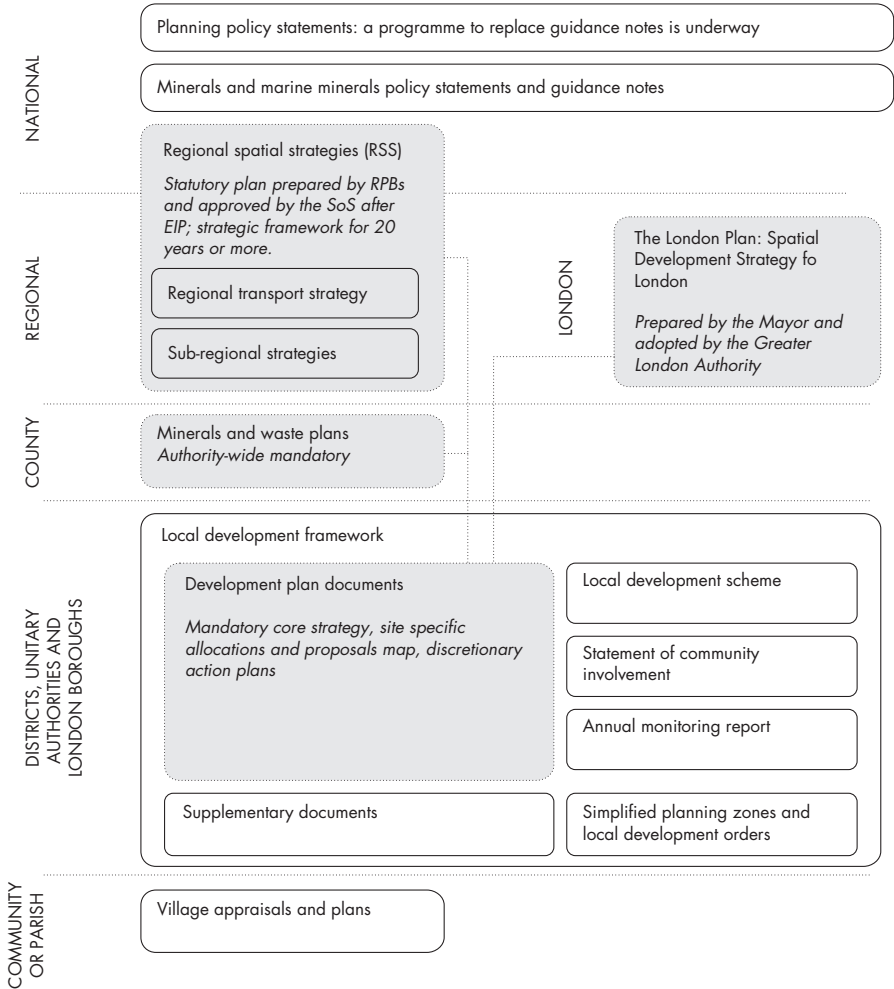 NATIONAL
Planning policy statements: a programme to replace guidance notes is underway
Minerals and marine minerals policy statements and guidance notes
Regional spatial strategies (RSS)
Statutory plan prepared by RPBs
and approved by the SoS after
EIP; strategic framework for 20
years or more.
REGIONAL
Regional transport strategy
Sub-regional strategies
LONDON
The London Plan: Spatial
Development Strategy fo
London
Prepared by the Mayor and
adopted by the Greater
London Authority
COUNTY
Minerals and waste plans
Authority-wide mandatory
DISTRICTS, UNITARY
AUTHORITIES AND
LONDON BOROUGHS
Local development framework
Development plan documents
Mandatory core strategy, site specific
allocations and proposals map, discretionary
action plans
Local development scheme
Statement of community
involvement
Annual monitoring report
Supplementary documents
Simplified planning zones and
local development orders
COMMUNITY
OR PARISH
Village appraisals and plans